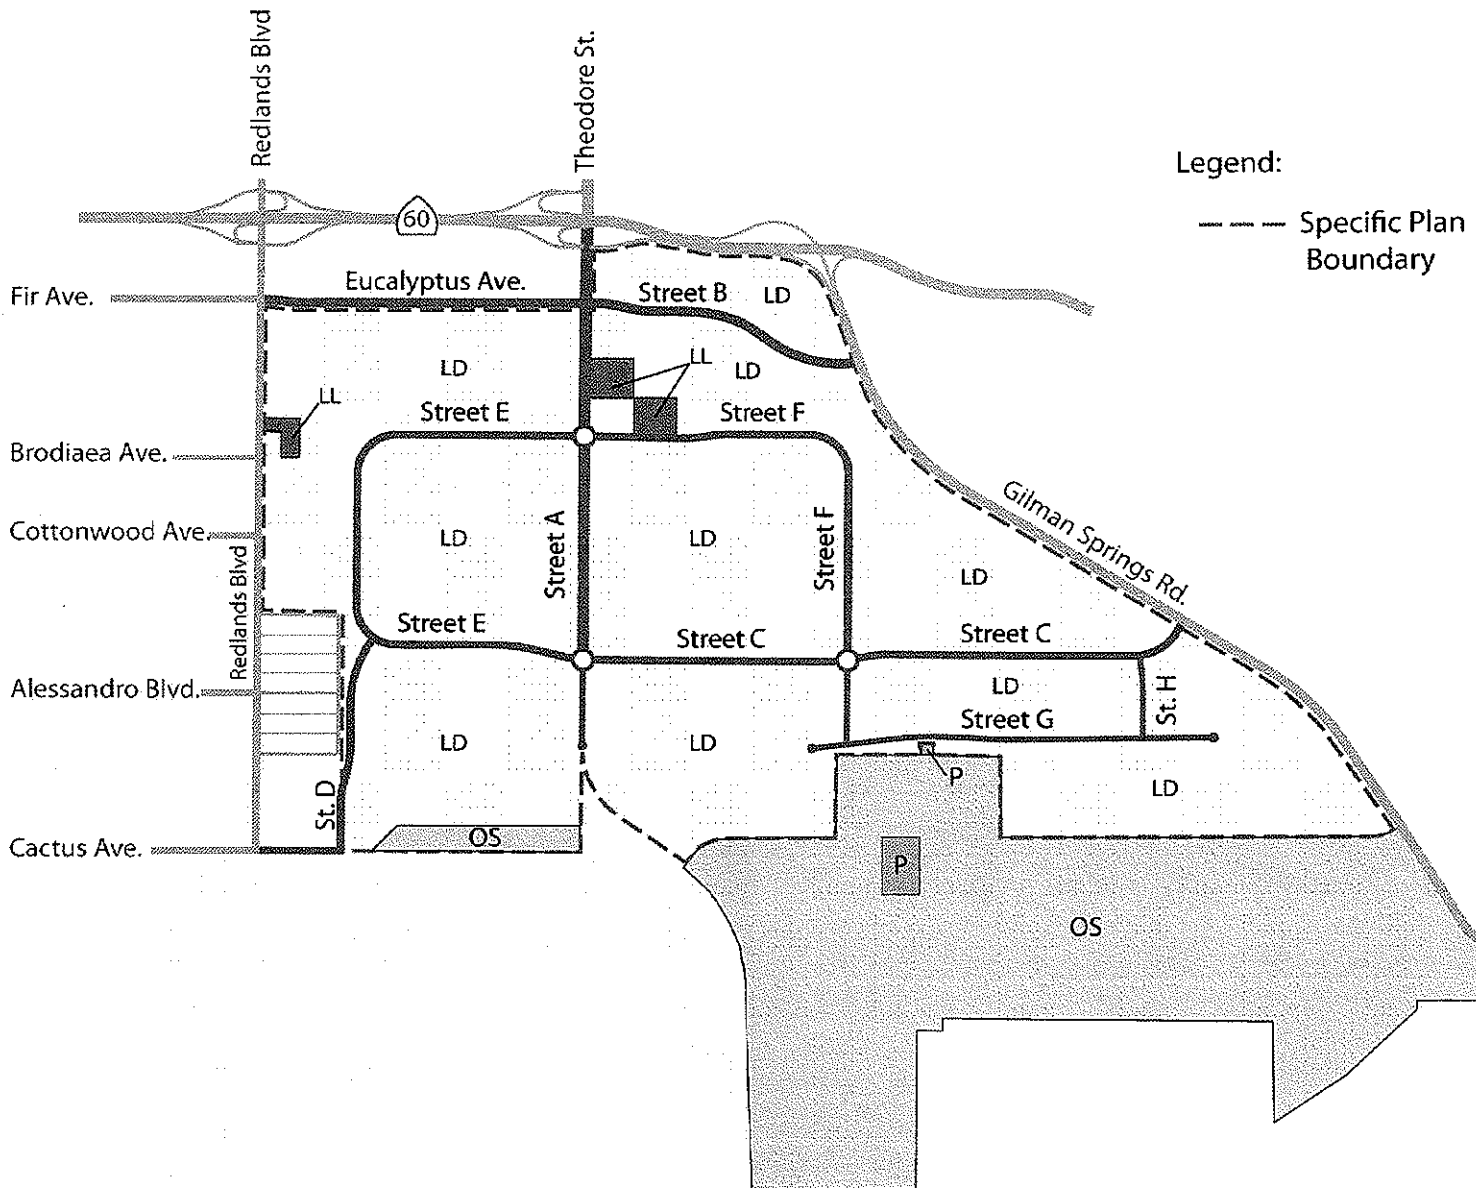 Redlands Blvd
Theodore St.
Legend:
Specific Plan
Boundary
60
Fir Ave.
Eucalyptus Ave.
Street B
LD
LD
LL
LD
LL
Street E
Street F
Brodiaea Ave.
Cottonwood Ave.
Redlands Blvd
LD
Street A
LD
Street F
LD
Gilman Springs Rd.
Street E
Street C
Street C
Alessandro Blvd.
LD
St. H
Street G
LD
LD
P
LD
St. D
OS
Cactus Ave.
P
OS